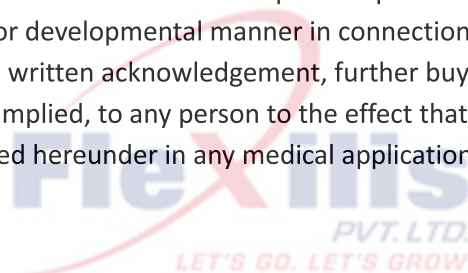 or developmental manner in connection
written acknowledgement, further buy
mplied, to any person to the effect that
ed hereunder in any medical application
Flexilis
PVT. LTD.
LET'S GO. LET'S GROW